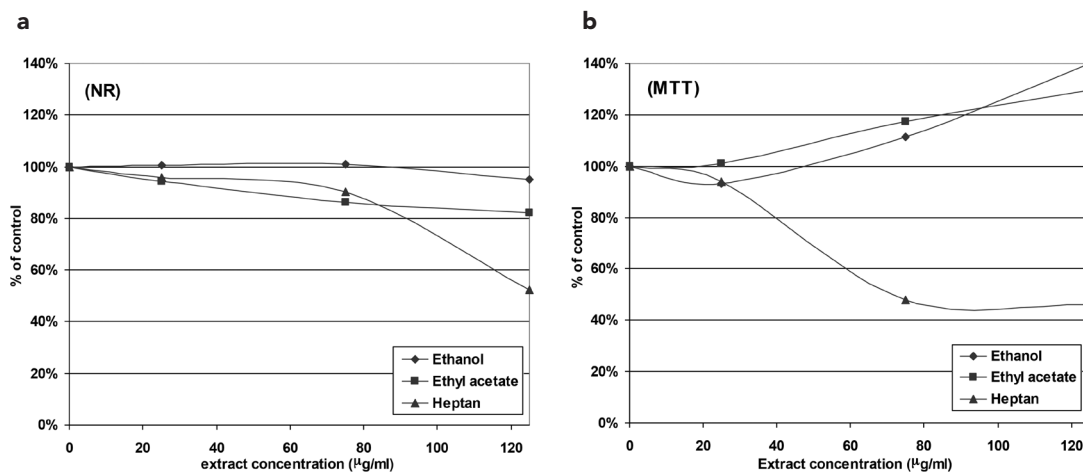 a
140%
120%
100%
80%
60%
40%
20%
0%
% of control
(NR)
Ethanol
Ethyl acetate
Heptan
0 20 40 60 80 100 120
extract concentration (µg/ml)
b
140%
120%
100%
80%
60%
40%
20%
0%
% of control
(MTT)
Ethanol
Ethyl acetate
Heptan
0 20 40 60 80 100 120
Extract concentration (µg/ml)